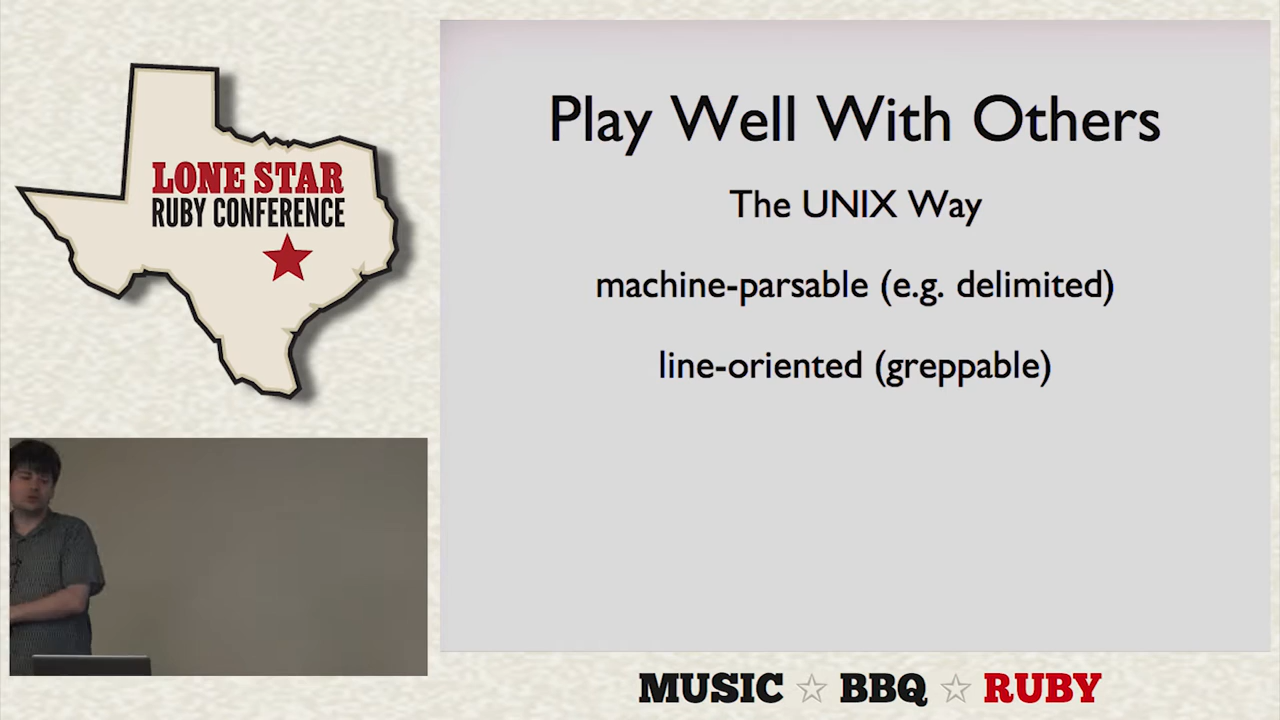 LONE STAR
RUBY CONFERENCE
Play Well With Others
The UNIX Way
machine-parsable (e.g. delimited)
line-oriented (greppable)
MUSIC ☆ BBQ ☆ RUBY